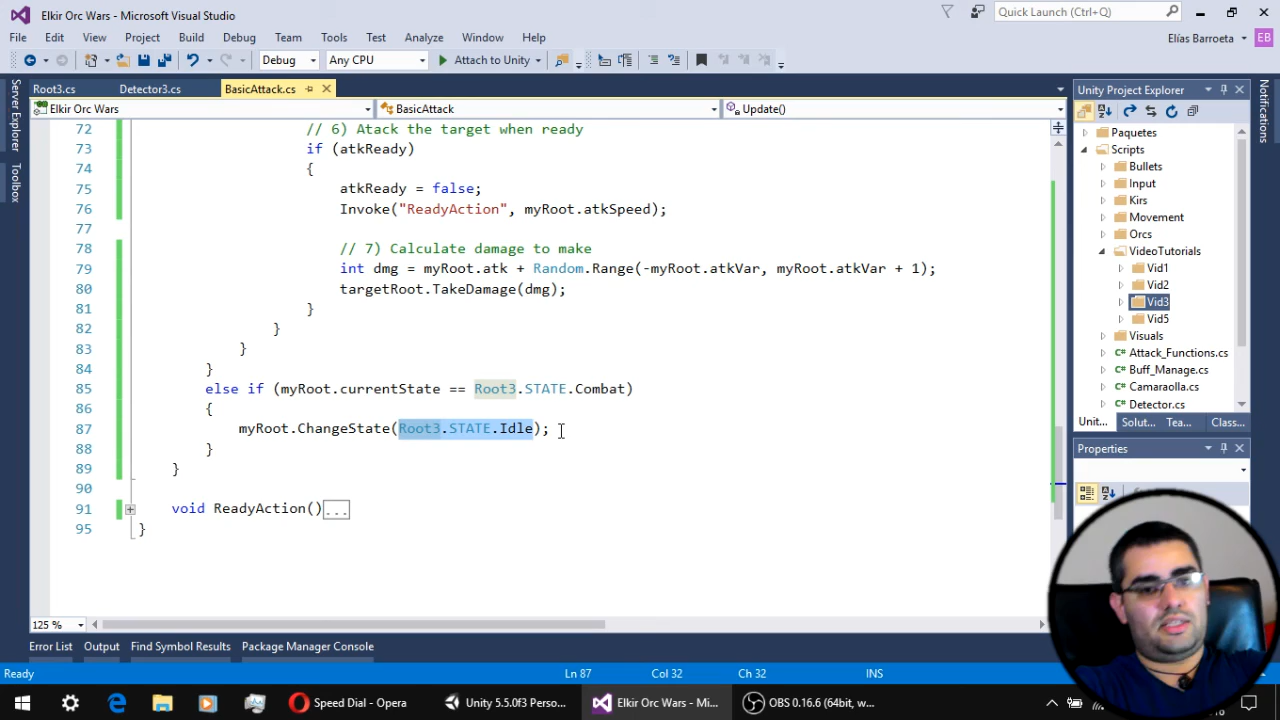 Elkir Orc Wars - Microsoft Visual Studio
Quick Launch (Ctrl+Q)
File Edit View Project Build Debug Team Tools Test Analyze Window Help
Elías Barroeta EB
Debug Any CPU Attach to Unity
Server Explorer
Toolbox
Root3.cs Detector3.cs BasicAttack.cs
Elkir Orc Wars BasicAttack Update()
72 // 6) Atack the target when ready
73 if (atkReady)
74 {
75 atkReady = false;
76 Invoke("ReadyAction", myRoot.atkSpeed);
77
78 // 7) Calculate damage to make
79 int dmg = myRoot.atk + Random.Range(-myRoot.atkVar, myRoot.atkVar + 1);
80 targetRoot.TakeDamage(dmg);
81 }
82 }
83 }
84 }
85 else if (myRoot.currentState == Root3.STATE.Combat)
86 {
87 myRoot.ChangeState(Root3.STATE.Idle);
88 }
89 }
90
91 void ReadyAction()...
95 }
125 %
Unity Project Explorer
Paquetes
Scripts
Bullets
Input
Kirs
Movement
Orcs
VideoTutorials
Vid1
Vid2
Vid3
Vid5
Visuals
C# Attack_Functions.cs
C# Buff_Manage.cs
C# Camaraolla.cs
C# Detector.cs
Unit... Solut... Tea... Class...
Properties
Notifications
Error List Output Find Symbol Results Package Manager Console
Ready Ln 87 Col 32 Ch 32 INS
Speed Dial - Opera Unity 5.5.0f3 Person... Elkir Orc Wars - Mi... OBS 0.16.6 (64bit, w...